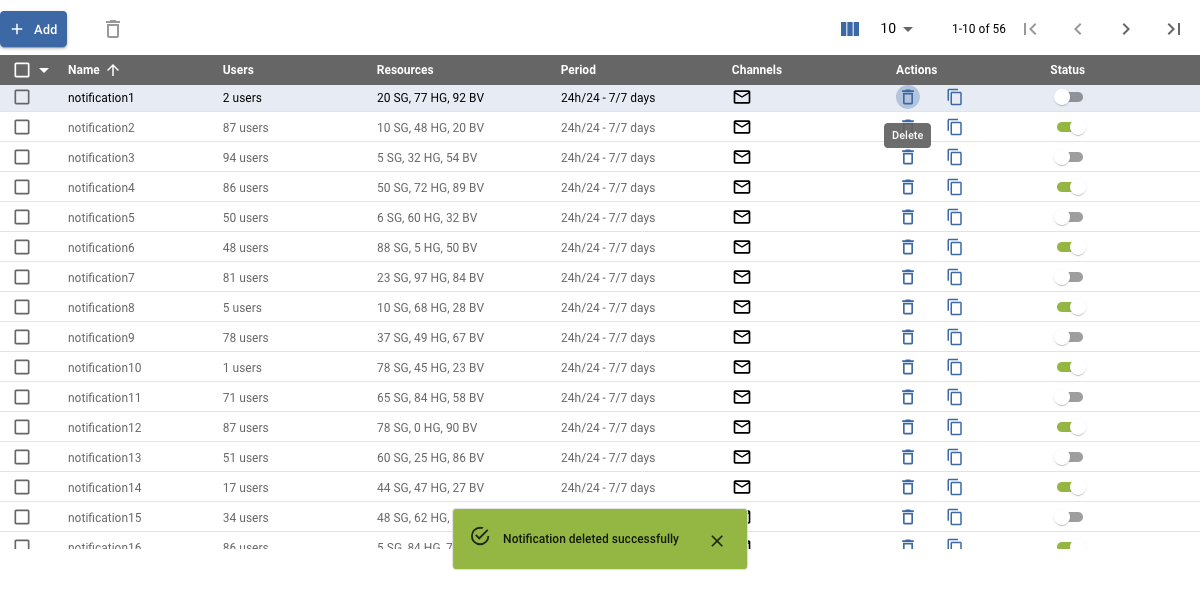 Add 10 1-10 of 56
Name Users Resources Period Channels Actions Status
notification1 2 users 20 SG, 77 HG, 92 BV 24h/24 - 7/7 days
notification2 87 users 10 SG, 48 HG, 20 BV 24h/24 - 7/7 days
Delete
notification3 94 users 5 SG, 32 HG, 54 BV 24h/24 - 7/7 days
notification4 86 users 50 SG, 72 HG, 89 BV 24h/24 - 7/7 days
notification5 50 users 6 SG, 60 HG, 32 BV 24h/24 - 7/7 days
notification6 48 users 88 SG, 5 HG, 50 BV 24h/24 - 7/7 days
notification7 81 users 23 SG, 97 HG, 84 BV 24h/24 - 7/7 days
notification8 5 users 10 SG, 68 HG, 28 BV 24h/24 - 7/7 days
notification9 78 users 37 SG, 49 HG, 67 BV 24h/24 - 7/7 days
notification10 1 users 78 SG, 45 HG, 23 BV 24h/24 - 7/7 days
notification11 71 users 65 SG, 84 HG, 58 BV 24h/24 - 7/7 days
notification12 87 users 78 SG, 0 HG, 90 BV 24h/24 - 7/7 days
notification13 51 users 60 SG, 25 HG, 86 BV 24h/24 - 7/7 days
notification14 17 users 44 SG, 47 HG, 27 BV 24h/24 - 7/7 days
notification15 34 users 48 SG, 62 HG,
notification16 86 users 5 SG, 84 HG,
Notification deleted successfully